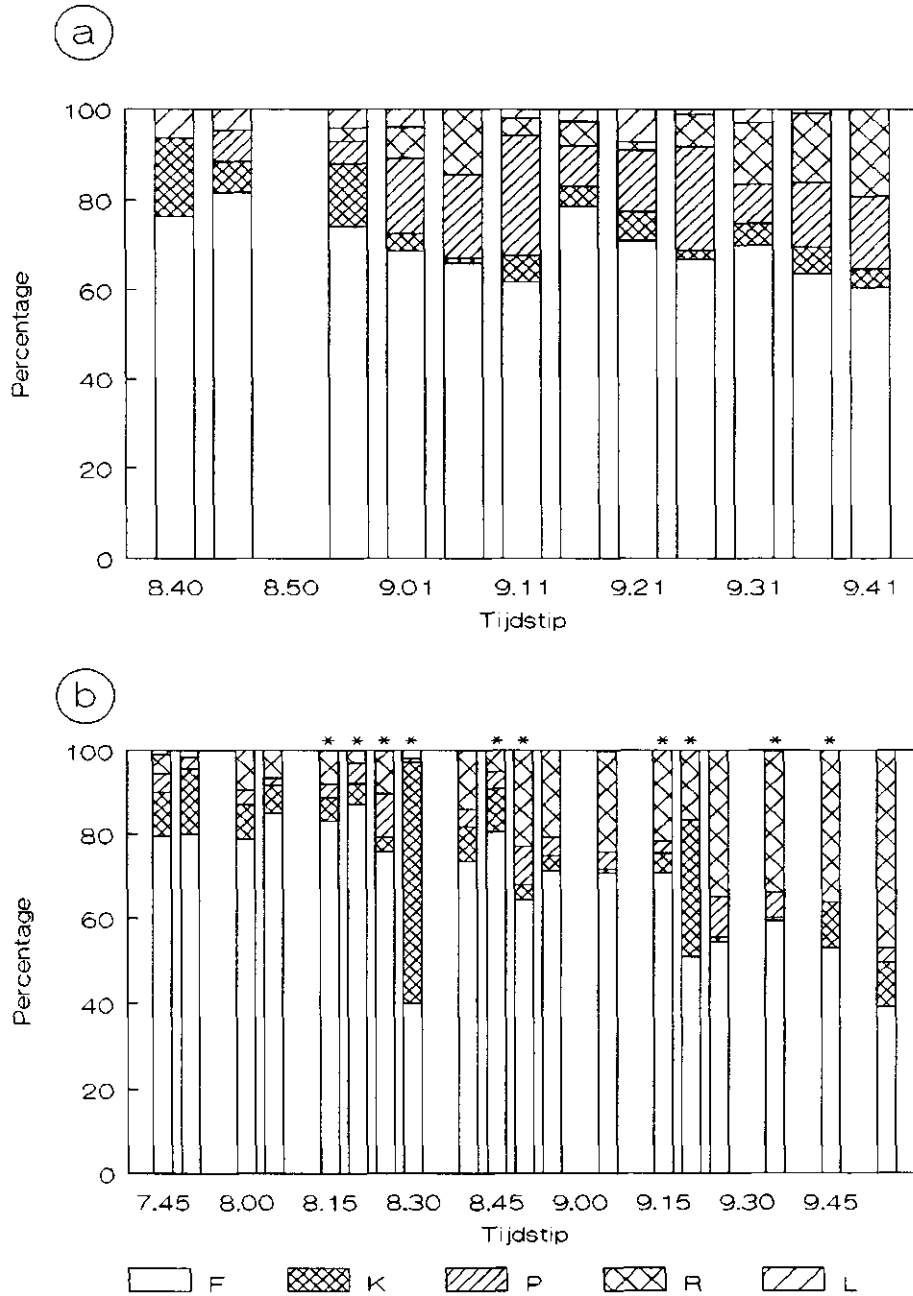 a
100
80
60
40
20
0
Percentage
8.40 8.50 9.01 9.11 9.21 9.31 9.41
Tijdstip
b
* * * * * * * * * *
100
80
60
40
20
0
Percentage
7.45 8.00 8.15 8.30 8.45 9.00 9.15 9.30 9.45
Tijdstip
F K P R L